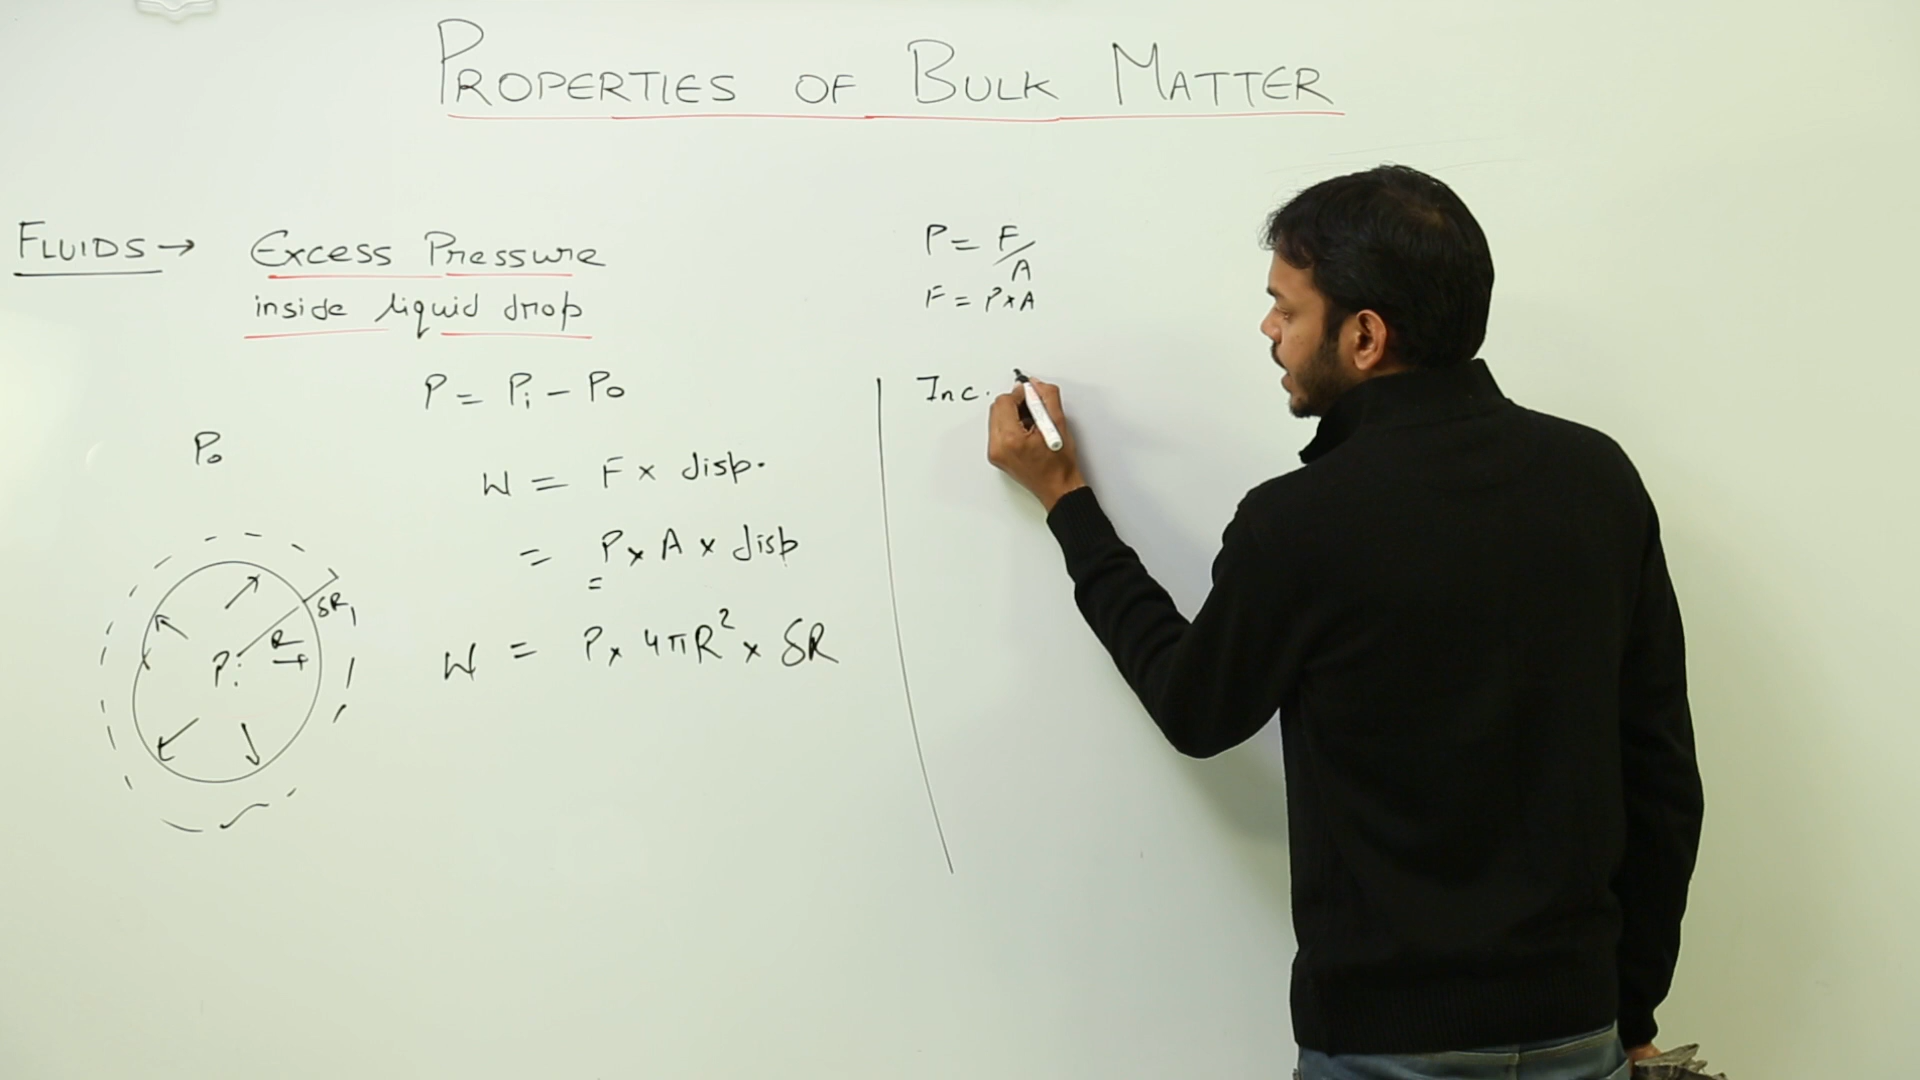 PROPERTIES OF BULK MATTER
FLUIDS → Excess Pressure
inside liquid drop
P = Pi - Po
Po
W = F x disp.
= P x A x disp
=
W = P x 4πR² x δR
δR
R
Pi
P = F/A
F = P x A
Inc.